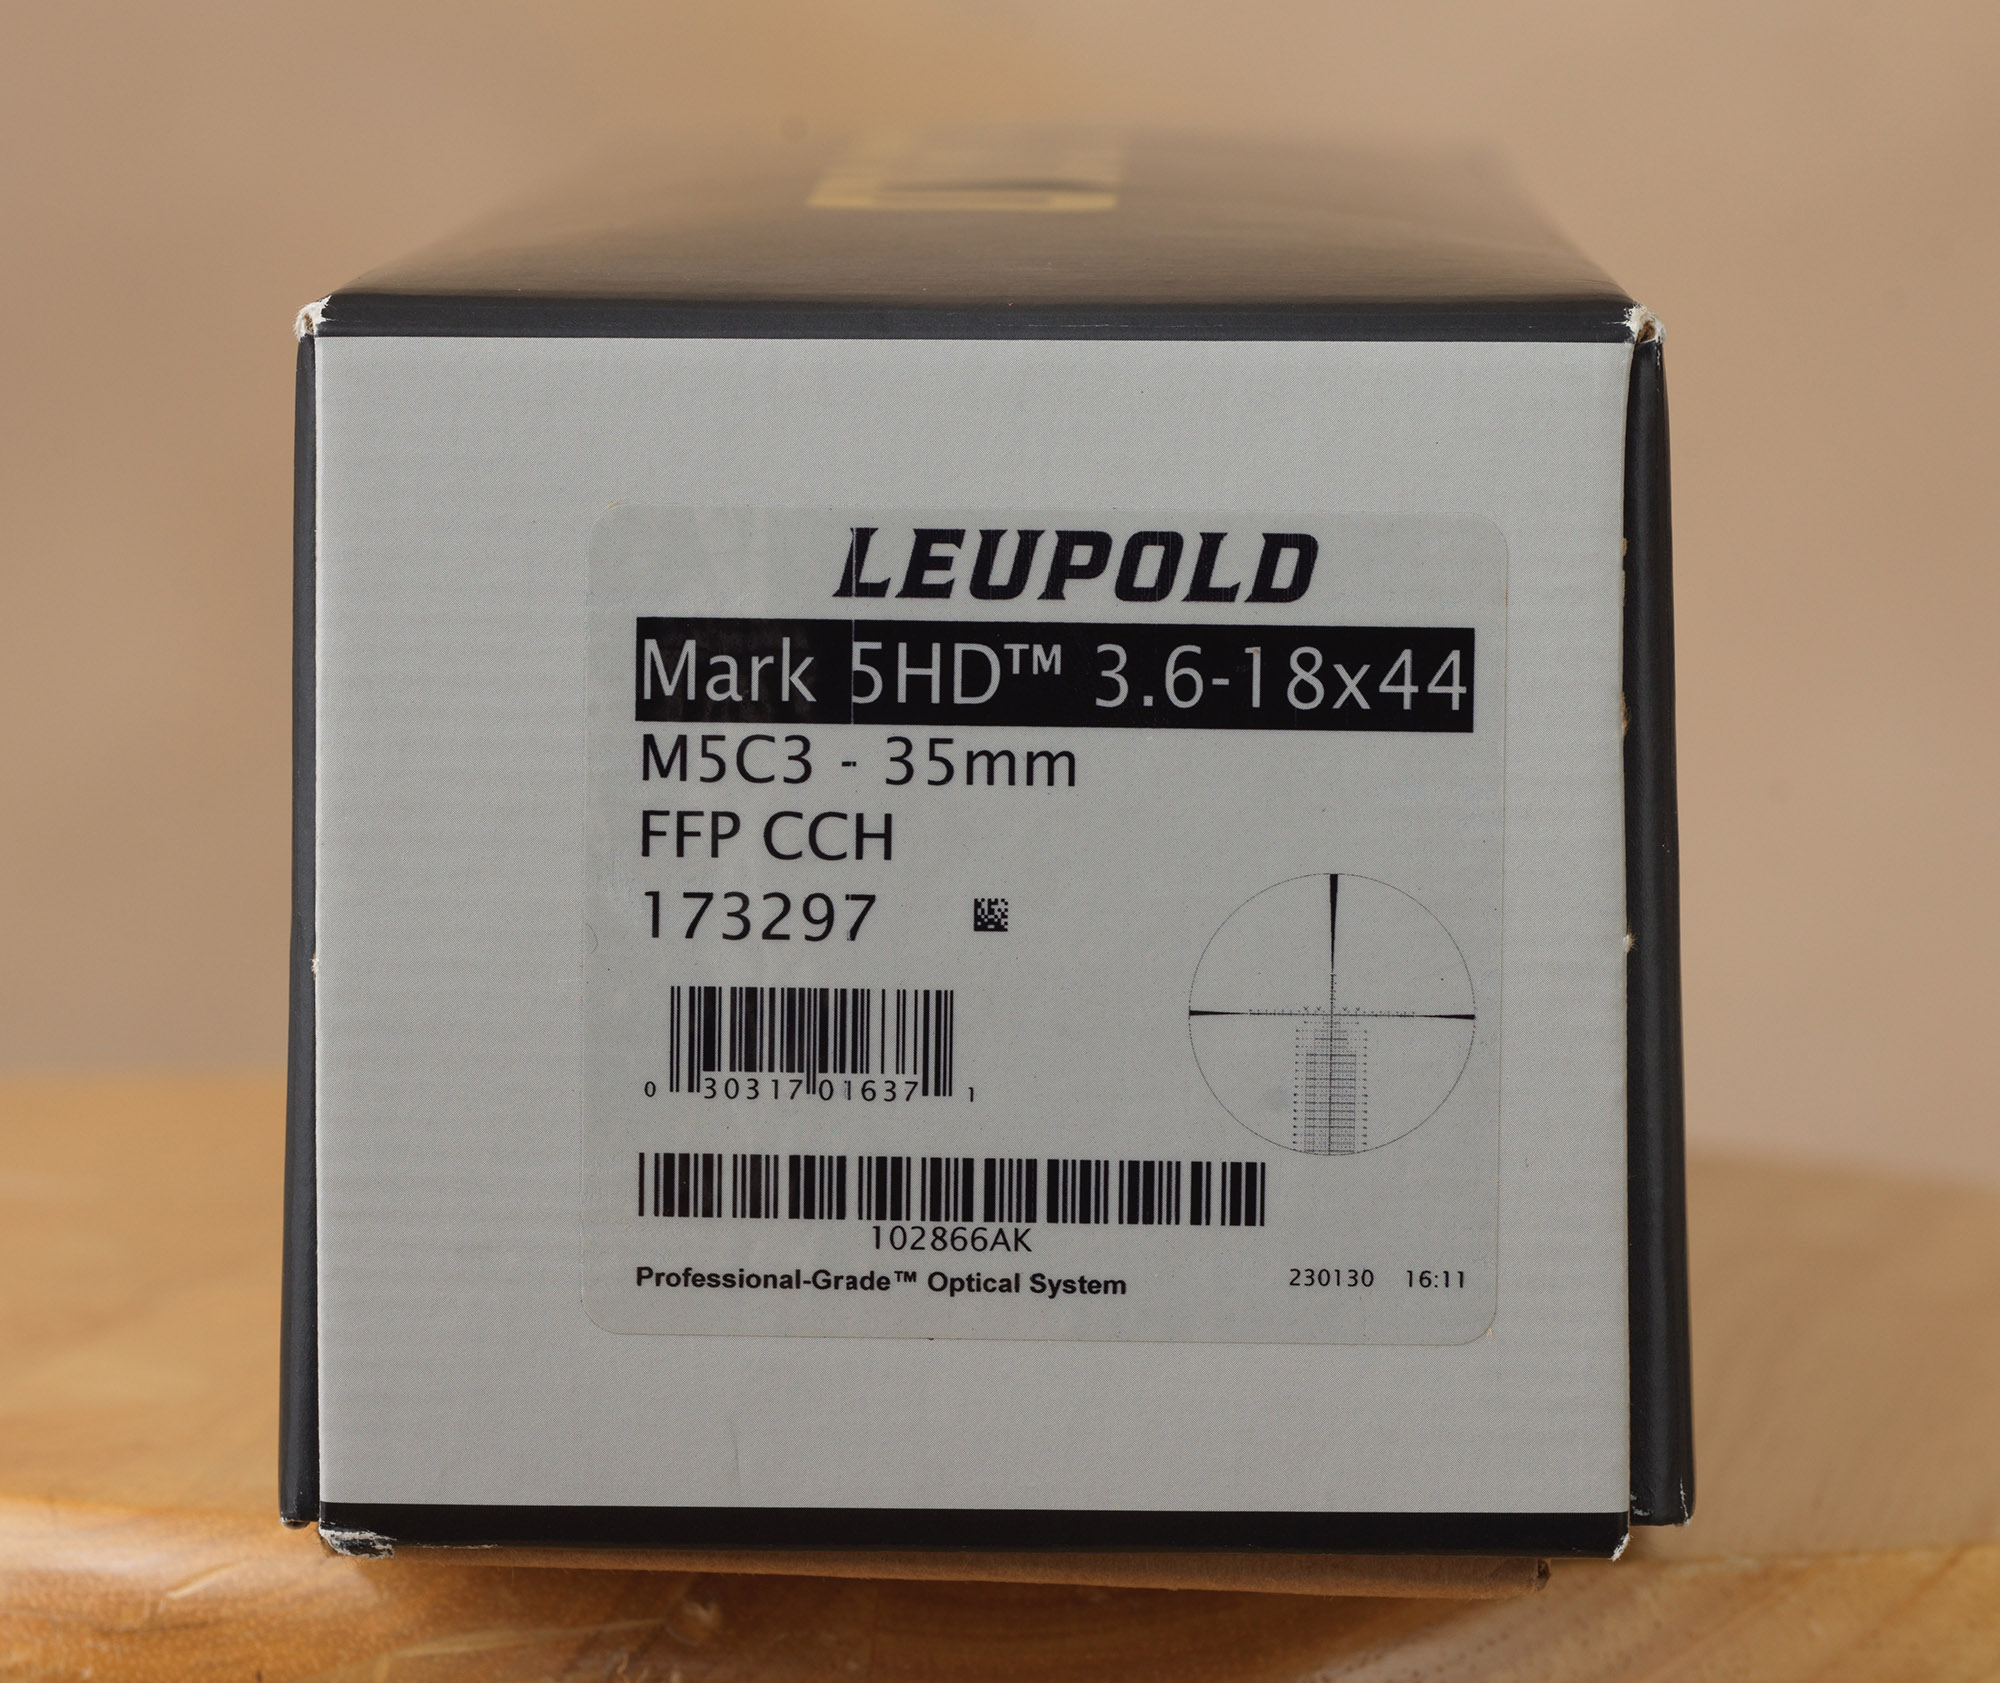 LEUPOLD
Mark 5HD™ 3.6-18x44
M5C3 - 35mm
FFP CCH
173297
0 30317 01637 1
102866AK
Professional-Grade™ Optical System
230130 16:11